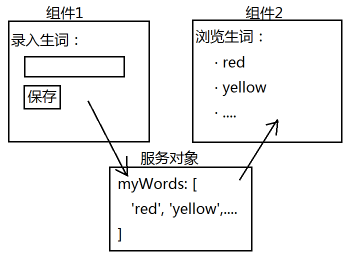 组件1
录入生词：
保存
组件2
浏览生词：
· red
· yellow
· ....
服务对象
myWords: [
'red', 'yellow',....
]